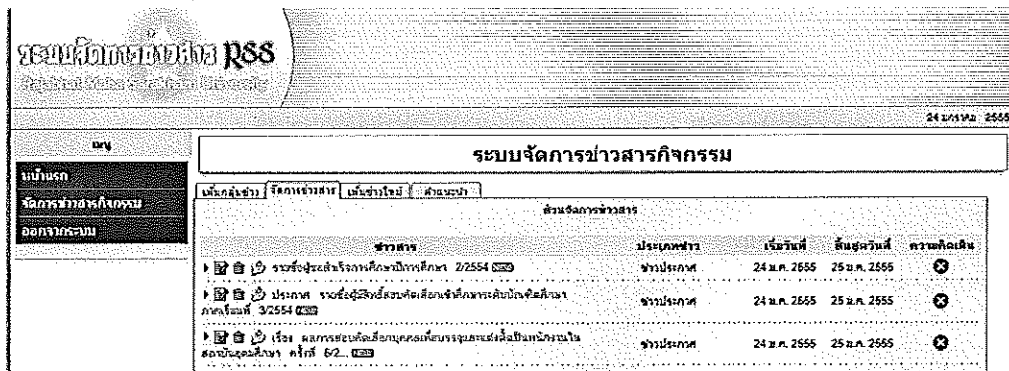 ระบบจัดการข่าวสาร RSS
24 มกราคม 2555
เมนู
หน้าแรก
จัดการข่าวสารกิจกรรม
ออกจากระบบ
ระบบจัดการข่าวสารกิจกรรม
เพิ่มกลุ่มข่าว จัดการข่าวสาร เพิ่มข่าวใหม่ คำแนะนำ
ส่วนจัดการข่าวสาร
ข่าวสาร ประเภทข่าว เริ่มวันที่ สิ้นสุดวันที่ ความคิดเห็น
รายชื่อผู้จะสำเร็จการศึกษาปีการศึกษา 2/2554
ข่าวประกาศ 24 ม.ค. 2555 25 ม.ค. 2555
ประกาศ รายชื่อผู้มีสิทธิ์สอบคัดเลือกเข้าศึกษาระดับบัณฑิตศึกษา
ภาคเรียนที่ 3/2554
ข่าวประกาศ 24 ม.ค. 2555 25 ม.ค. 2555
เรื่อง ผลการสอบคัดเลือกบุคคลเพื่อบรรจุและแต่งตั้งเป็นพนักงานใน
สถาบันอุดมศึกษา ครั้งที่ 6/2...
ข่าวประกาศ 24 ม.ค. 2555 25 ม.ค. 2555